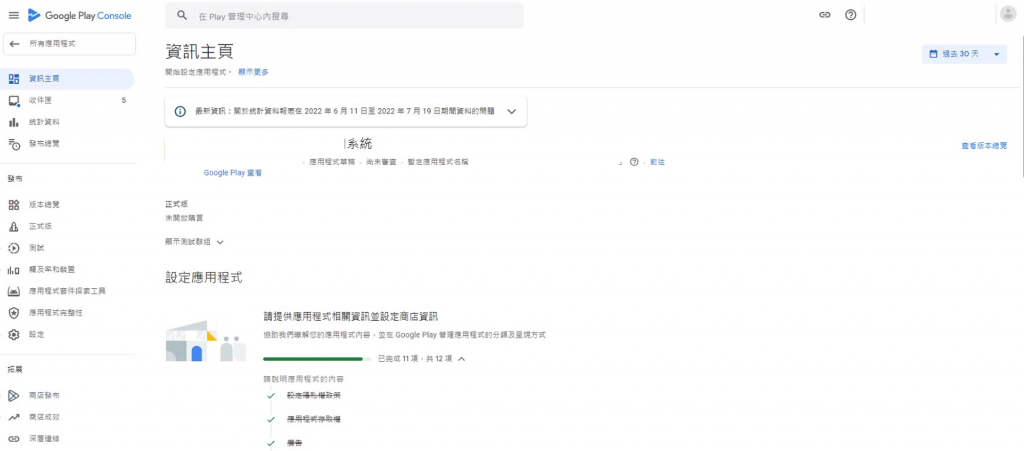 Google Play Console
在 Play 管理中心內搜尋
所有應用程式
資訊主頁
收件匣 5
統計資料
發布總覽
發布
版本總覽
正式版
測試
觸及率和裝置
應用程式套件探索工具
應用程式完整性
設定
拓展
商店發布
商店成效
深層連結
資訊主頁
過去 30 天
開始設定應用程式。 顯示更多
最新資訊：關於統計資料報表在 2022 年 6 月 11 日至 2022 年 7 月 19 日期間資料的問題
系統
查看版本總覽
應用程式草稿 · 尚未審查 · 暫定應用程式名稱
· 前往
Google Play 查看
正式版
未開放購買
顯示測試群組
設定應用程式
請提供應用程式相關資訊並設定商店資訊
協助我們瞭解您的應用程式內容，並在 Google Play 管理應用程式的分類及呈現方式
已完成 11 項，共 12 項
請說明應用程式的內容
設定隱私權政策
應用程式存取權
廣告